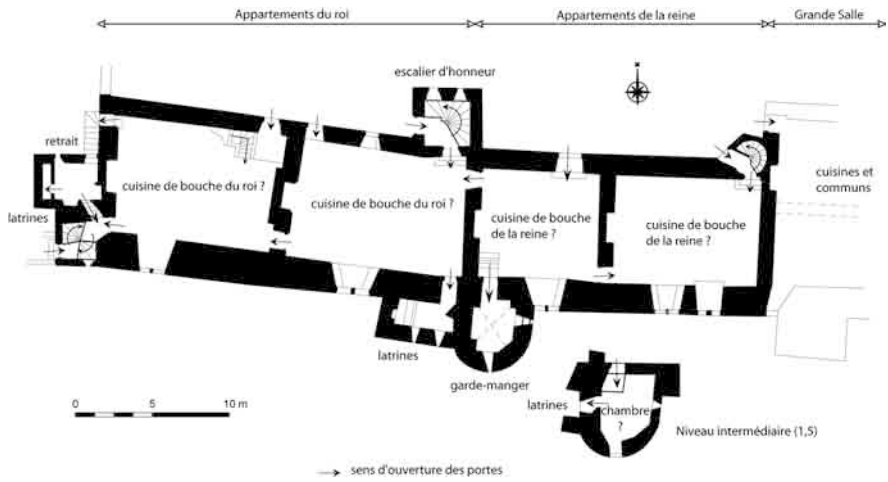 Appartements du roi
Appartements de la reine
Grande Salle
escalier d'honneur
retrait
cuisine de bouche du roi ?
cuisine de bouche du roi ?
cuisine de bouche
de la reine ?
cuisine de bouche
de la reine ?
cuisines et
communs
latrines
latrines
garde-manger
latrines
chambre
?
Niveau intermédiaire (1,5)
0 5 10 m
sens d'ouverture des portes